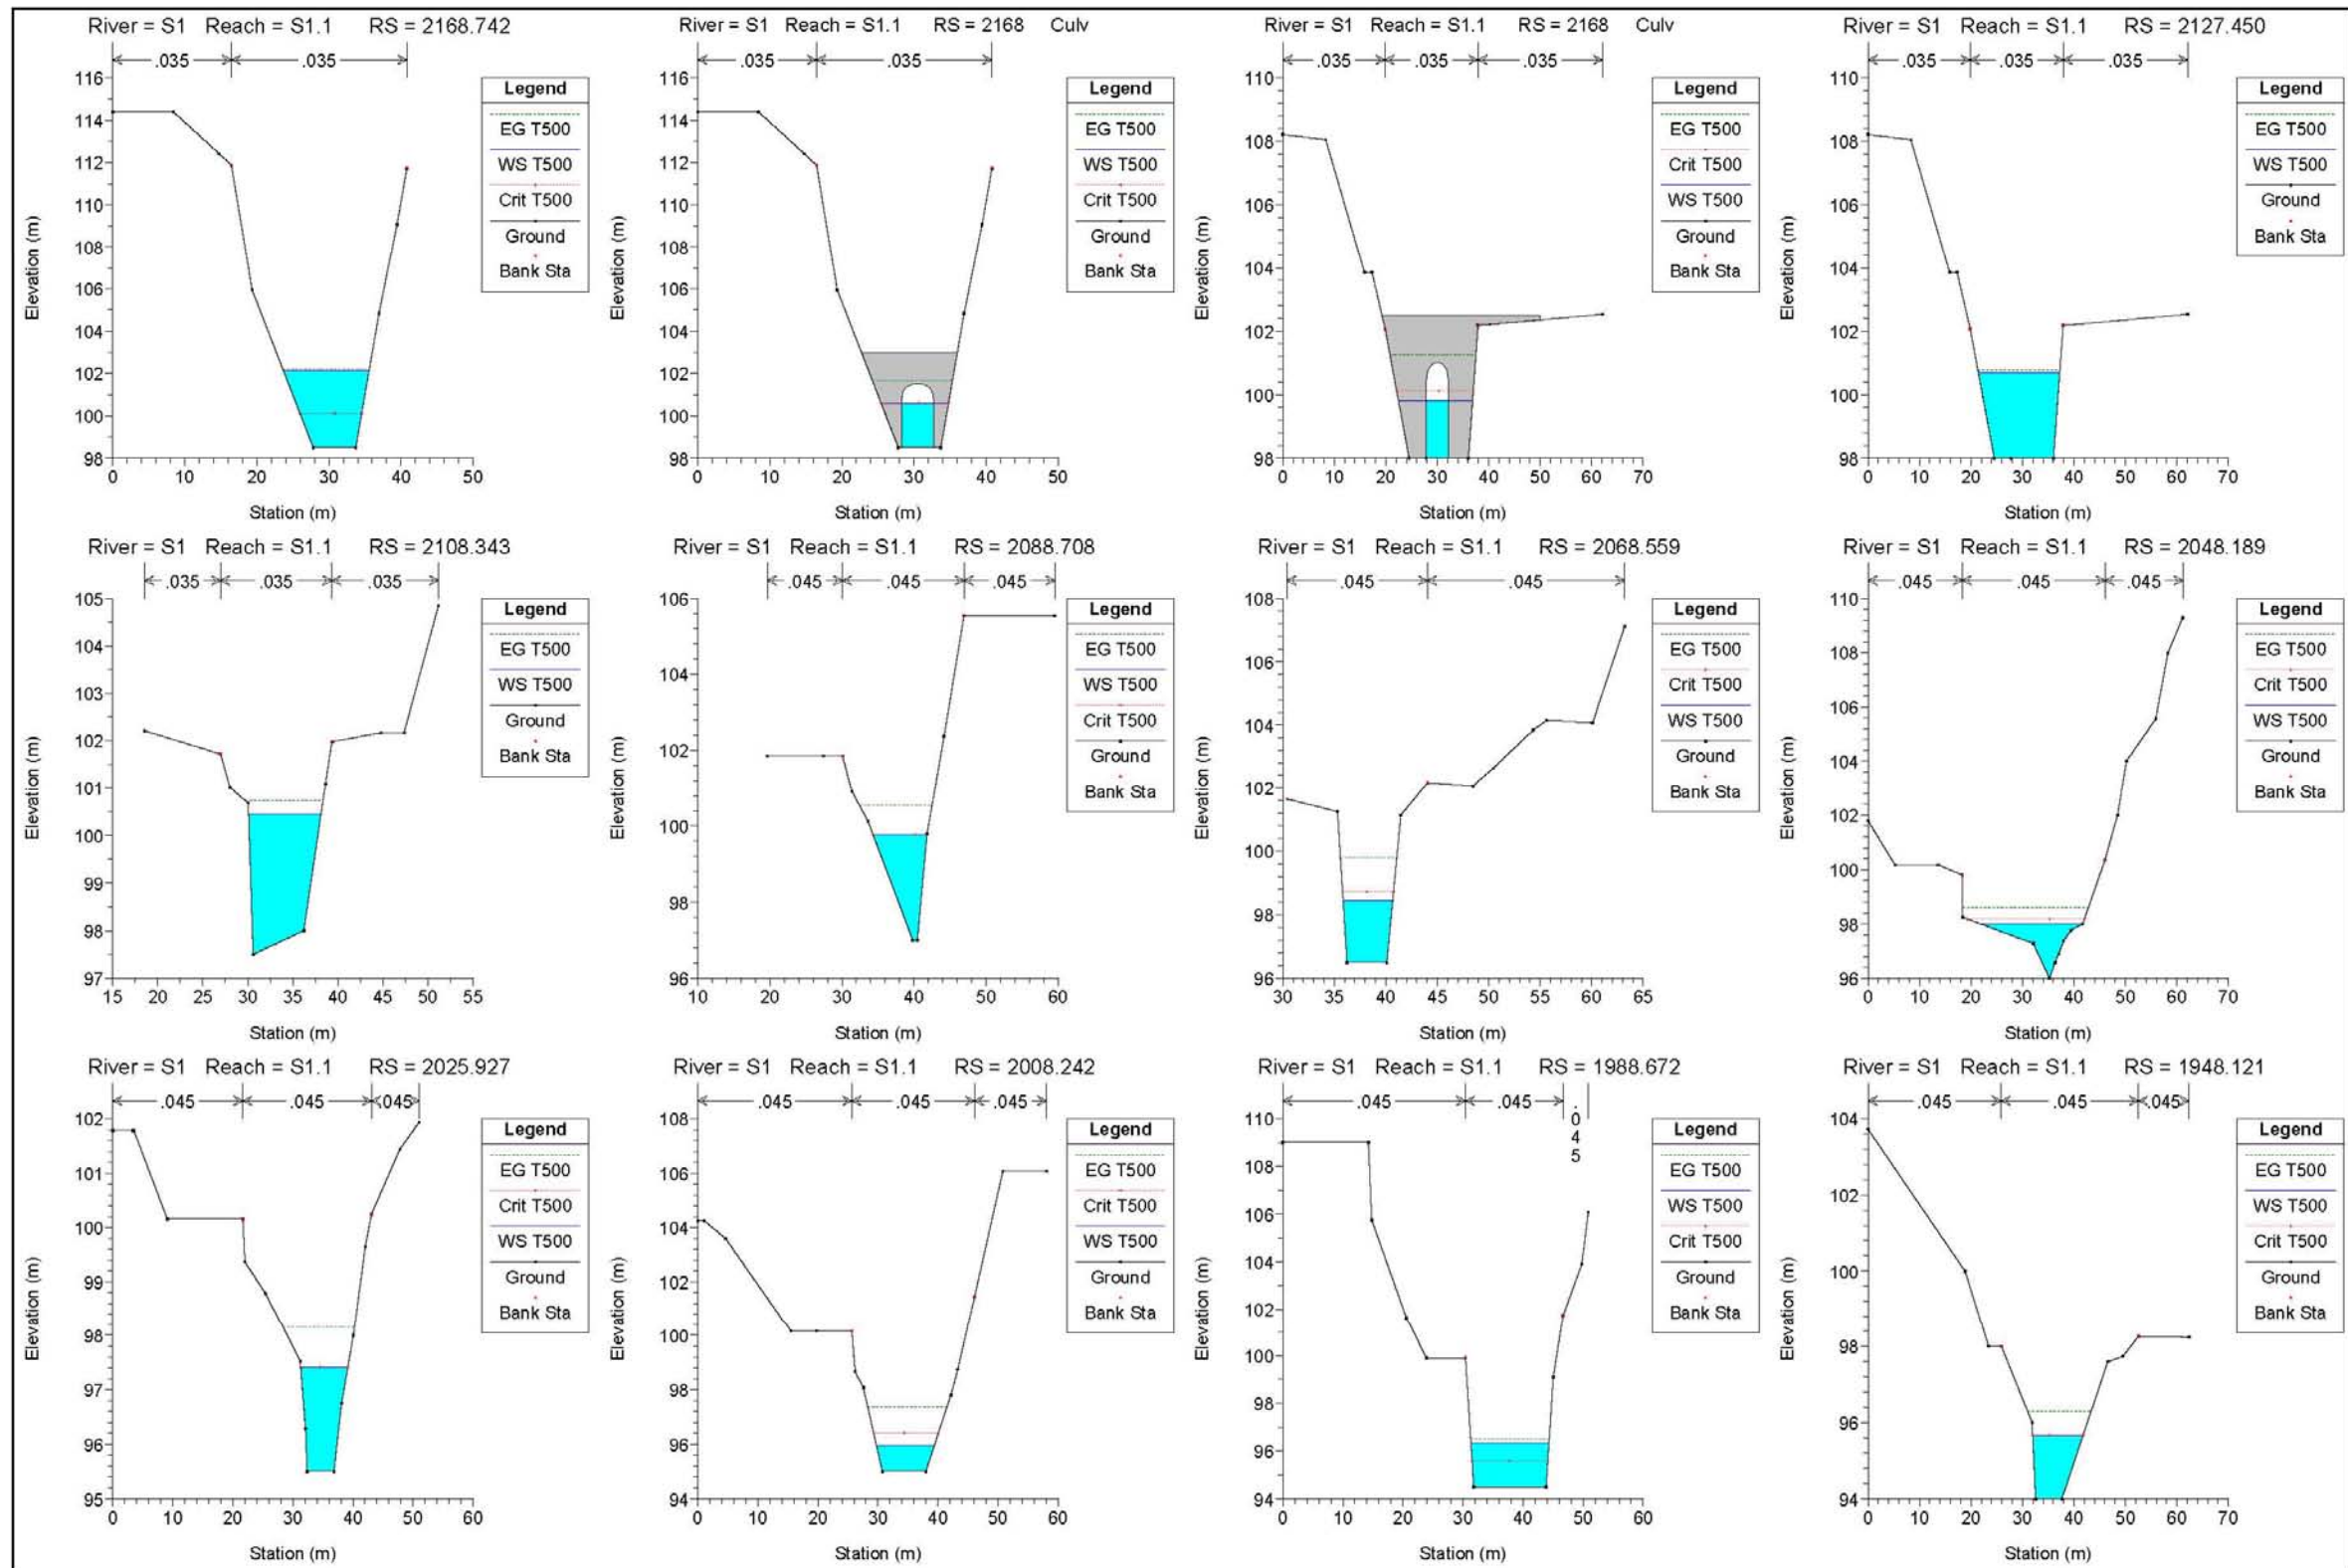 River = S1 Reach = S1.1 RS = 2168.742
.035 .035
116
114
112
110
108
106
104
102
100
98
Elevation (m)
0 10 20 30 40 50
Station (m)
Legend
EG T500
WS T500
Crit T500
Ground
Bank Sta
River = S1 Reach = S1.1 RS = 2168 Culv
.035 .035
116
114
112
110
108
106
104
102
100
98
Elevation (m)
0 10 20 30 40 50
Station (m)
Legend
EG T500
WS T500
Crit T500
Ground
Bank Sta
River = S1 Reach = S1.1 RS = 2168 Culv
.035 .035 .035
110
108
106
104
102
100
98
Elevation (m)
0 10 20 30 40 50 60 70
Station (m)
Legend
EG T500
Crit T500
WS T500
Ground
Bank Sta
River = S1 Reach = S1.1 RS = 2127.450
.035 .035 .035
110
108
106
104
102
100
98
Elevation (m)
0 10 20 30 40 50 60 70
Station (m)
Legend
EG T500
WS T500
Ground
Bank Sta
River = S1 Reach = S1.1 RS = 2108.343
.035 .035 .035
105
104
103
102
101
100
99
98
97
Elevation (m)
15 20 25 30 35 40 45 50 55
Station (m)
Legend
EG T500
WS T500
Ground
Bank Sta
River = S1 Reach = S1.1 RS = 2088.708
.045 .045 .045
106
104
102
100
98
96
Elevation (m)
10 20 30 40 50 60
Station (m)
Legend
EG T500
WS T500
Crit T500
Ground
Bank Sta
River = S1 Reach = S1.1 RS = 2068.559
.045 .045
108
106
104
102
100
98
96
Elevation (m)
30 35 40 45 50 55 60 65
Station (m)
Legend
EG T500
Crit T500
WS T500
Ground
Bank Sta
River = S1 Reach = S1.1 RS = 2048.189
.045 .045 .045
110
108
106
104
102
100
98
96
Elevation (m)
0 10 20 30 40 50 60 70
Station (m)
Legend
EG T500
Crit T500
WS T500
Ground
Bank Sta
River = S1 Reach = S1.1 RS = 2025.927
.045 .045 .045
102
101
100
99
98
97
96
95
Elevation (m)
0 10 20 30 40 50 60
Station (m)
Legend
EG T500
Crit T500
WS T500
Ground
Bank Sta
River = S1 Reach = S1.1 RS = 2008.242
.045 .045 .045
108
106
104
102
100
98
96
94
Elevation (m)
0 10 20 30 40 50 60
Station (m)
Legend
EG T500
Crit T500
WS T500
Ground
Bank Sta
River = S1 Reach = S1.1 RS = 1988.672
.045 .045 .045
110
108
106
104
102
100
98
96
94
Elevation (m)
0 10 20 30 40 50 60
Station (m)
Legend
EG T500
WS T500
Crit T500
Ground
Bank Sta
River = S1 Reach = S1.1 RS = 1948.121
.045 .045 .045
104
102
100
98
96
94
Elevation (m)
0 10 20 30 40 50 60 70
Station (m)
Legend
EG T500
WS T500
Crit T500
Ground
Bank Sta